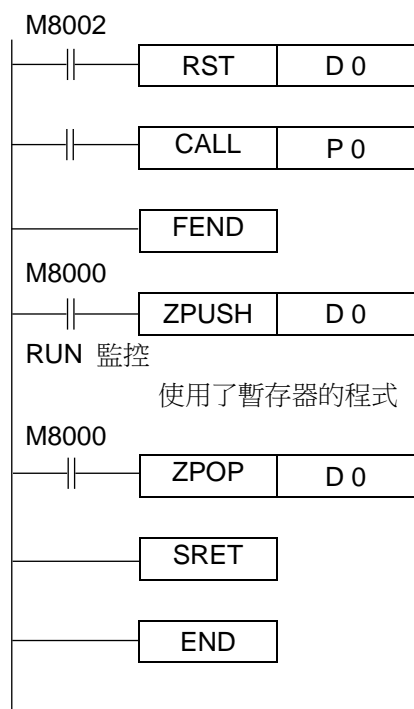 M8002
RST D 0
CALL P 0
FEND
M8000
ZPUSH D 0
RUN 監控
使用了暫存器的程式
M8000
ZPOP D 0
SRET
END